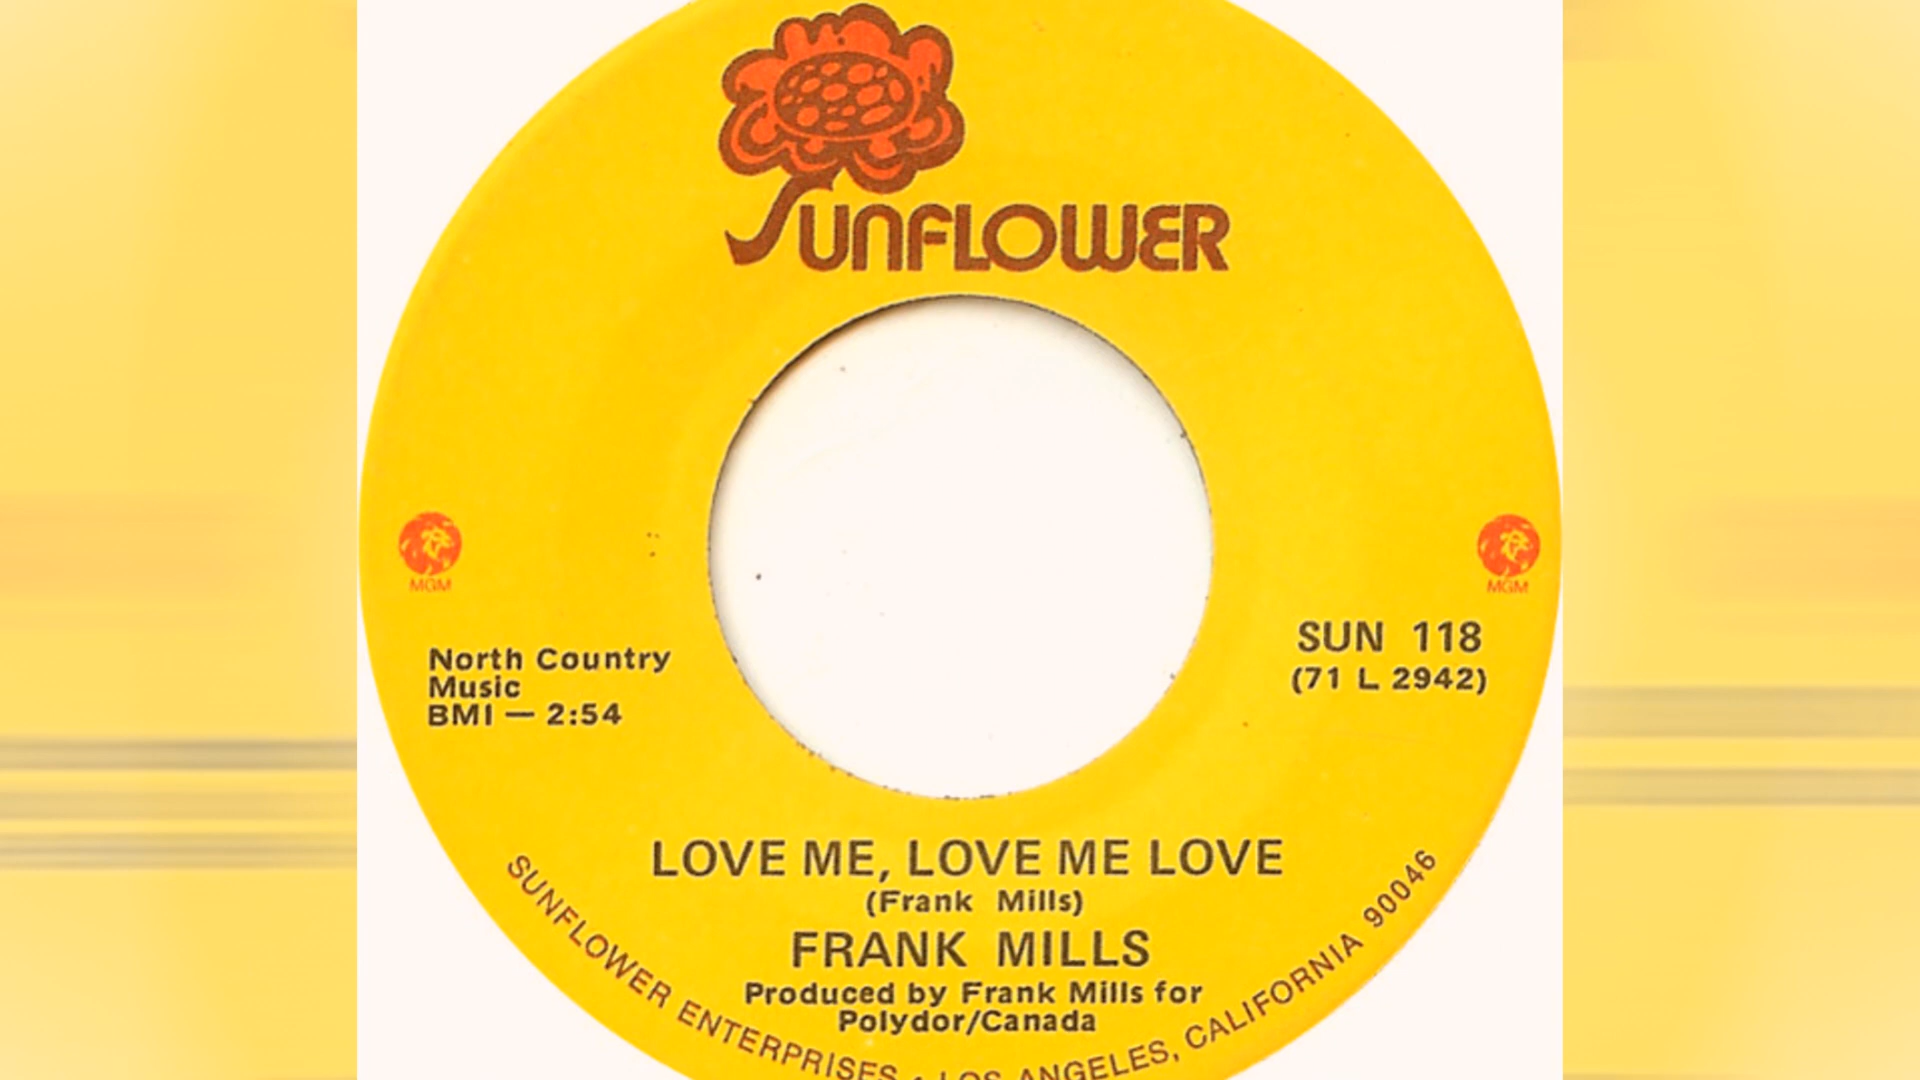 SUNFLOWER
MGM
MGM
North Country
Music
BMI — 2:54
SUN 118
(71 L 2942)
LOVE ME, LOVE ME LOVE
(Frank Mills)
FRANK MILLS
Produced by Frank Mills for
Polydor/Canada
SUNFLOWER ENTERPRISES • LOS ANGELES, CALIFORNIA 90046